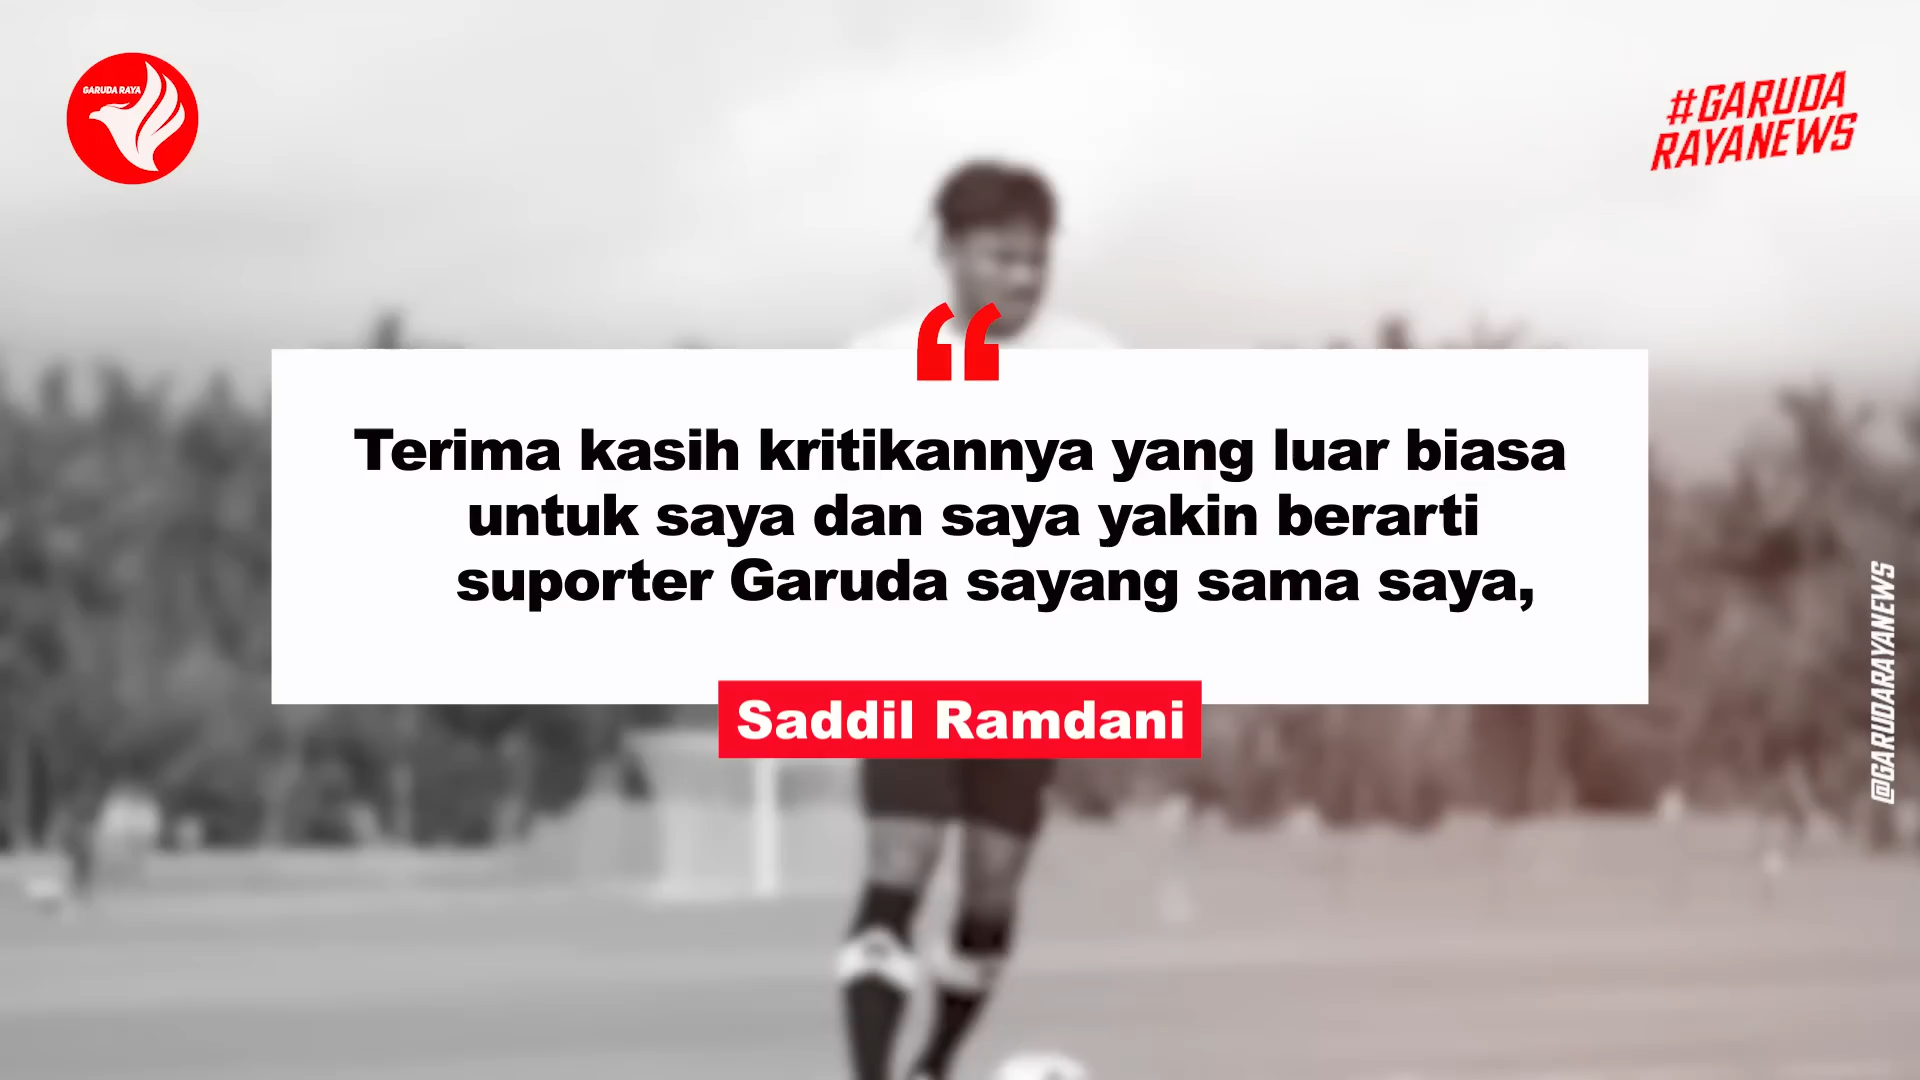 GARUDA RAYA
#GARUDA
RAYANEWS
“
Terima kasih kritikannya yang luar biasa
untuk saya dan saya yakin berarti
suporter Garuda sayang sama saya,
Saddil Ramdani
@GARUDARAYANEWS